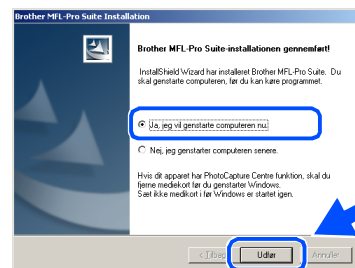 Brother MFL-Pro Suite Installation
Brother MFL-Pro Suite-installationen gennemført!
InstallShield Wizard har installeret Brother MFL-Pro Suite. Du
skal genstarte computeren, før du kan køre programmet.
Ja, jeg vil genstarte computeren nu.
Nej, jeg genstarter computeren senere.
Hvis dit apparat har PhotoCapture Centre funktion, skal du
fjerne mediekort før du genstarter Windows.
Sæt ikke medikort i før Windows er startet igen.
< Tilbage
Udfør
Annuller